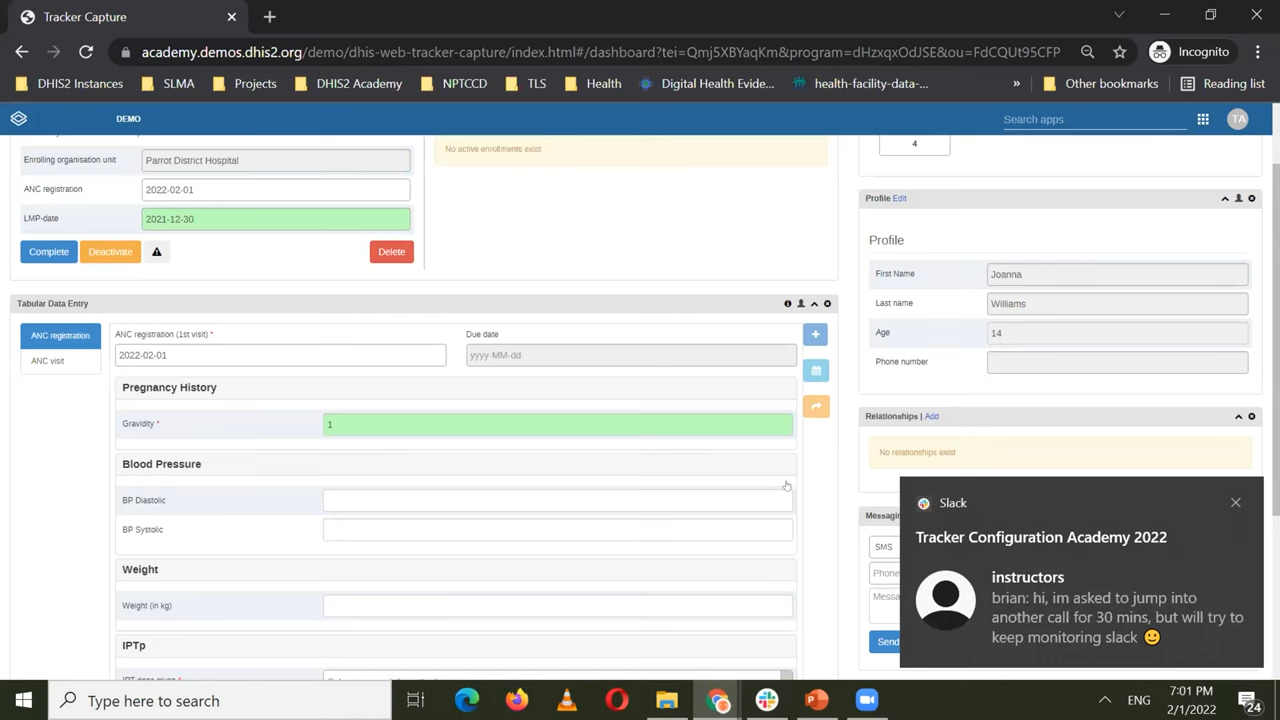 Tracker Capture
academy.demos.dhis2.org/demo/dhis-web-tracker-capture/index.html#/dashboard?tei=Qmj5XBYaqKm&program=dHzxqxOdJSE&ou=FdCQUt95CFP
Incognito
DHIS2 Instances
SLMA
Projects
DHIS2 Academy
NPTCCD
TLS
Health
Digital Health Evide...
health-facility-data-...
»
Other bookmarks
Reading list
DEMO
Search apps
TA
No active enrollments exist
4
Enrolling organisation unit
Parrot District Hospital
ANC registration
2022-02-01
LMP-date
2021-12-30
Complete
Deactivate
Delete
Profile Edit
Profile
First Name
Joanna
Last name
Williams
Age
14
Phone number
Tabular Data Entry
ANC registration
ANC visit
ANC registration (1st visit) *
Due date
2022-02-01
yyyy-MM-dd
Pregnancy History
Gravidity *
1
Blood Pressure
BP Diastolic
BP Systolic
Weight
Weight (in kg)
IPTp
Relationships | Add
No relationships exist
SMS
Send
Slack
Tracker Configuration Academy 2022
instructors
brian: hi, im asked to jump into
another call for 30 mins, but will try to
keep monitoring slack 🙂
Type here to search
ENG
7:01 PM
2/1/2022
24